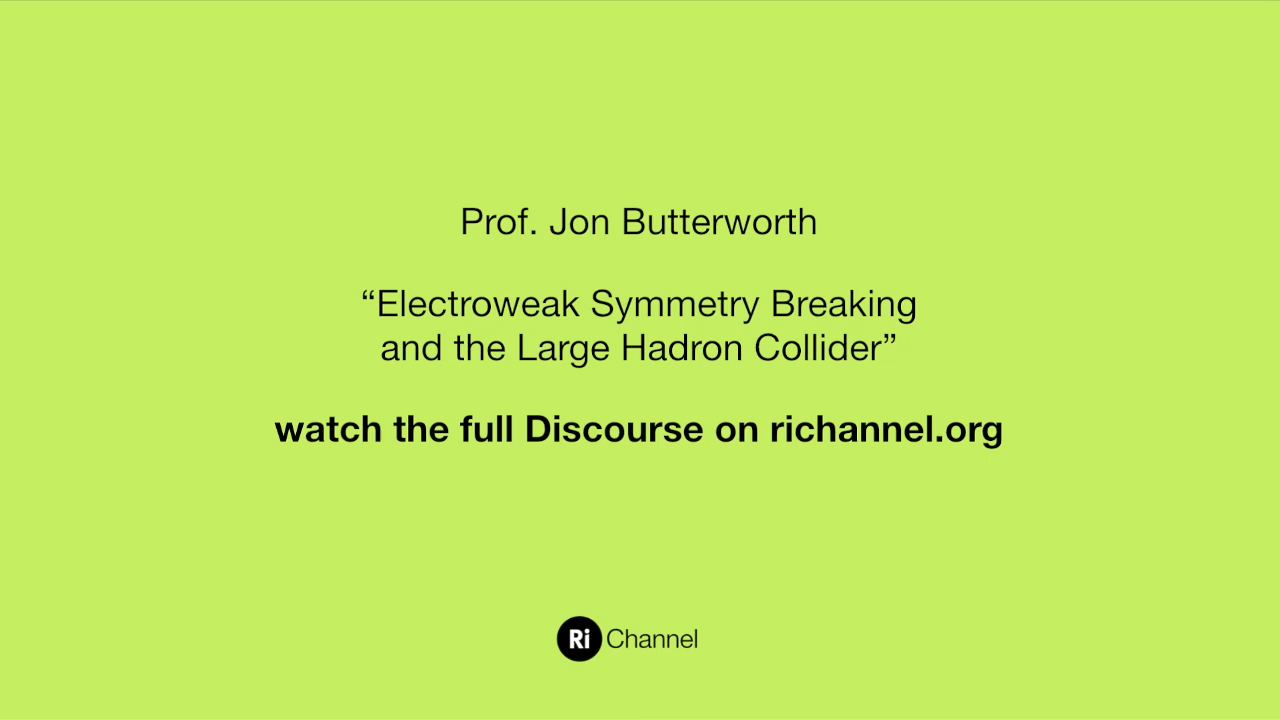 Prof. Jon Butterworth
“Electroweak Symmetry Breaking
and the Large Hadron Collider”
watch the full Discourse on richannel.org
Ri Channel